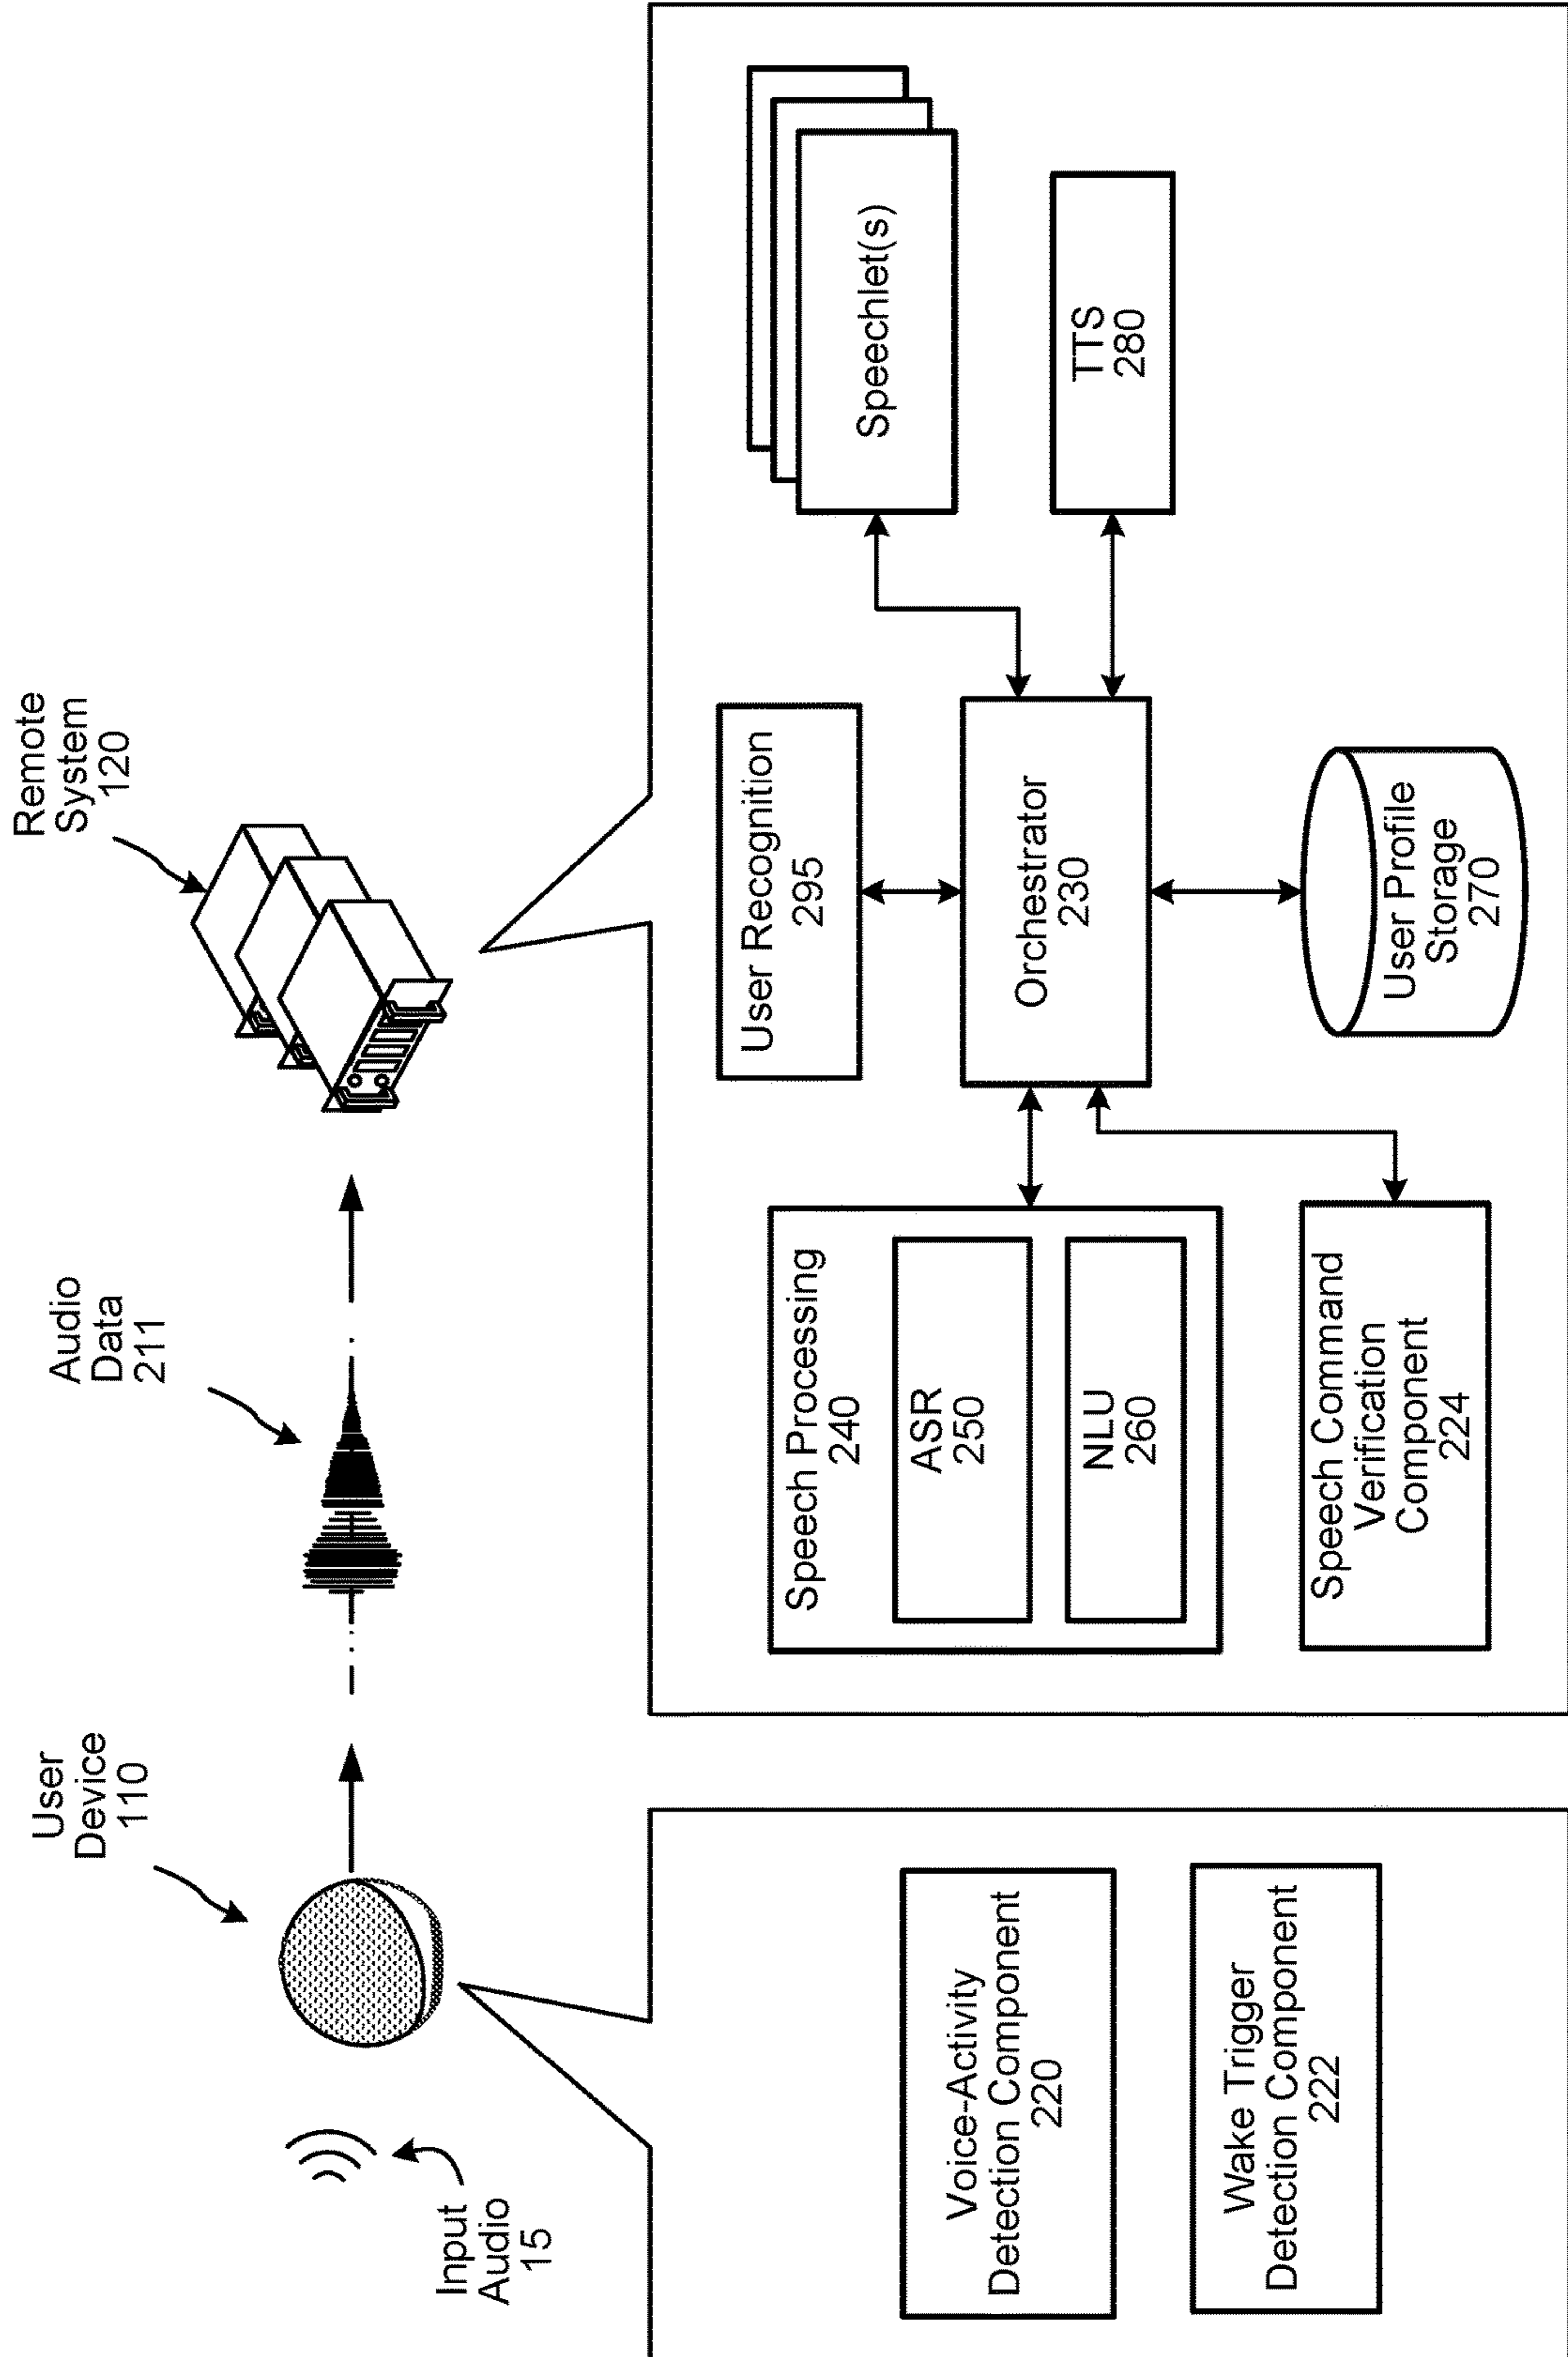 Input
Audio
15
User
Device
110
Audio
Data
211
Remote
System
120
Voice-Activity
Detection Component
220
Wake Trigger
Detection Component
222
Speech Processing
240
ASR
250
NLU
260
Speech Command
Verification
Component
224
User Recognition
295
Orchestrator
230
User Profile
Storage
270
Speechlet(s)
TTS
280